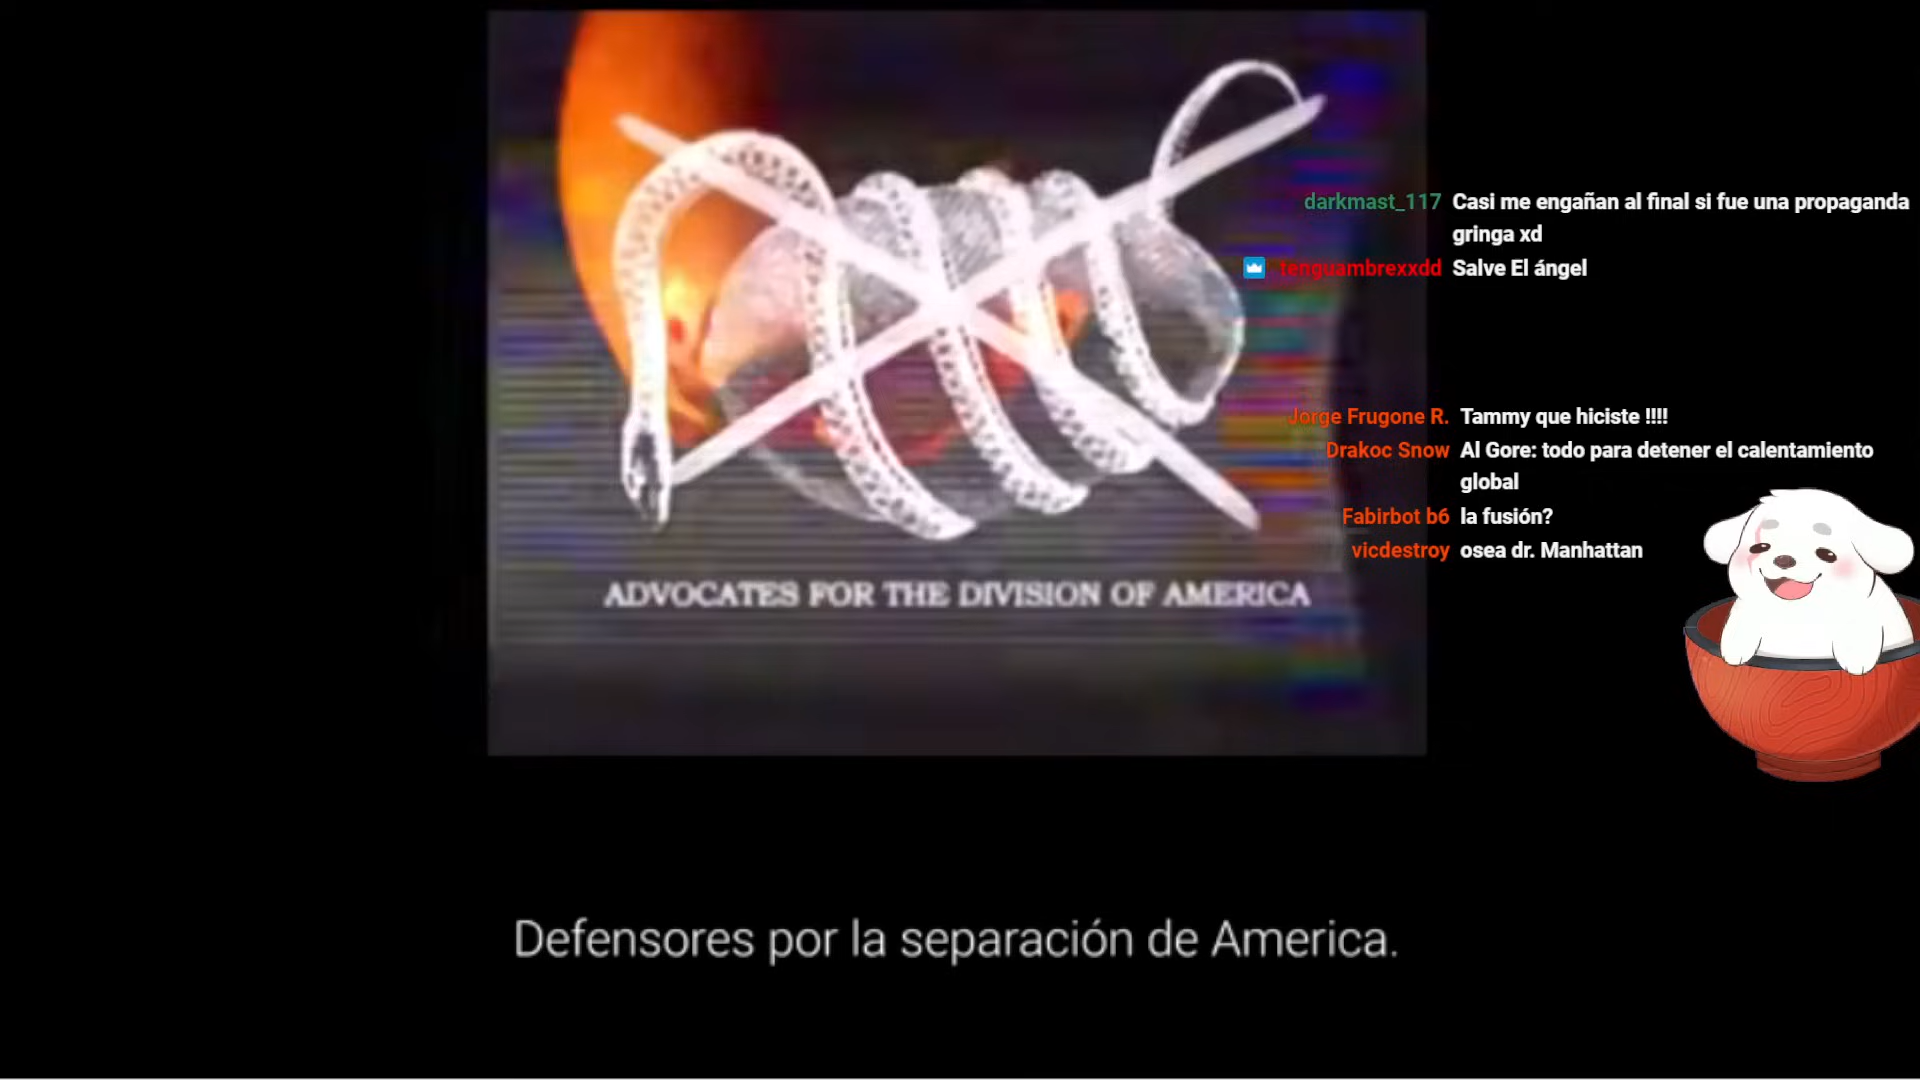 darkmast_117 Casi me engañan al final si fue una propaganda
gringa xd
tenguambrexxdd Salve El ángel
Jorge Frugone R. Tammy que hiciste !!!!
Drakoc Snow Al Gore: todo para detener el calentamiento
global
Fabirbot b6 la fusión?
vicdestroy osea dr. Manhattan
ADVOCATES FOR THE DIVISION OF AMERICA
Defensores por la separación de America.